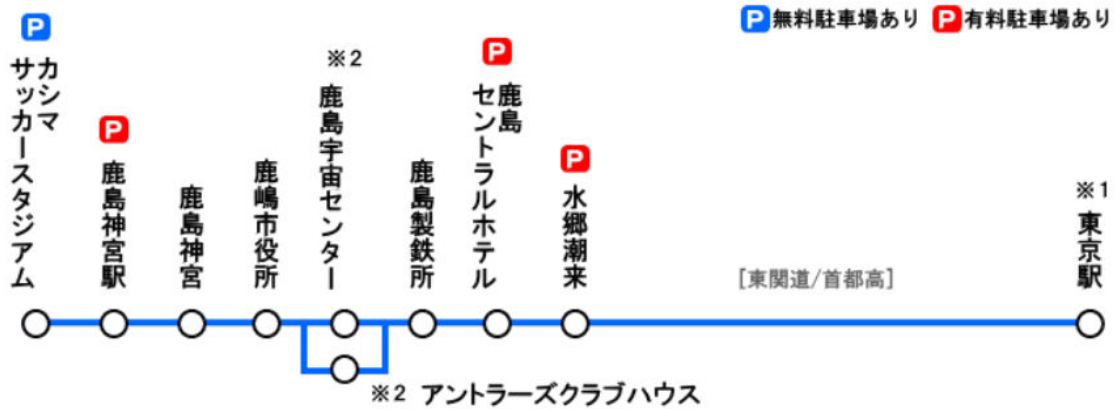 P 無料駐車場あり P 有料駐車場あり
P
カシマ
サッカースタジアム
P
鹿島神宮駅
鹿島神宮
鹿嶋市役所
※2
鹿島宇宙センター
鹿島製鉄所
P
鹿島
セントラルホテル
P
水郷潮来
[東関道/首都高]
※1
東京駅
※2 アントラーズクラブハウス